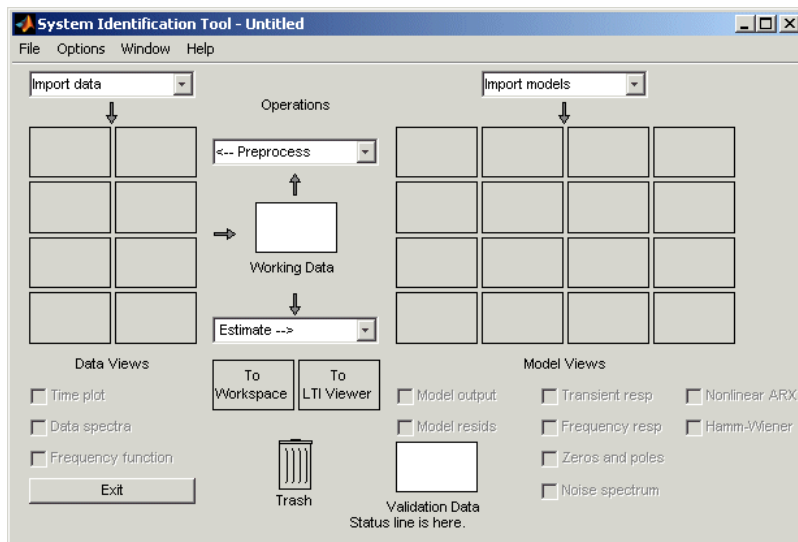 System Identification Tool - Untitled
File Options Window Help
Import data
Import models
Operations
<-- Preprocess
Working Data
Estimate -->
Data Views
Model Views
To Workspace
To LTI Viewer
Time plot
Data spectra
Frequency function
Exit
Trash
Model output
Model resids
Transient resp
Frequency resp
Zeros and poles
Noise spectrum
Nonlinear ARX
Hamm-Wiener
Validation Data
Status line is here.